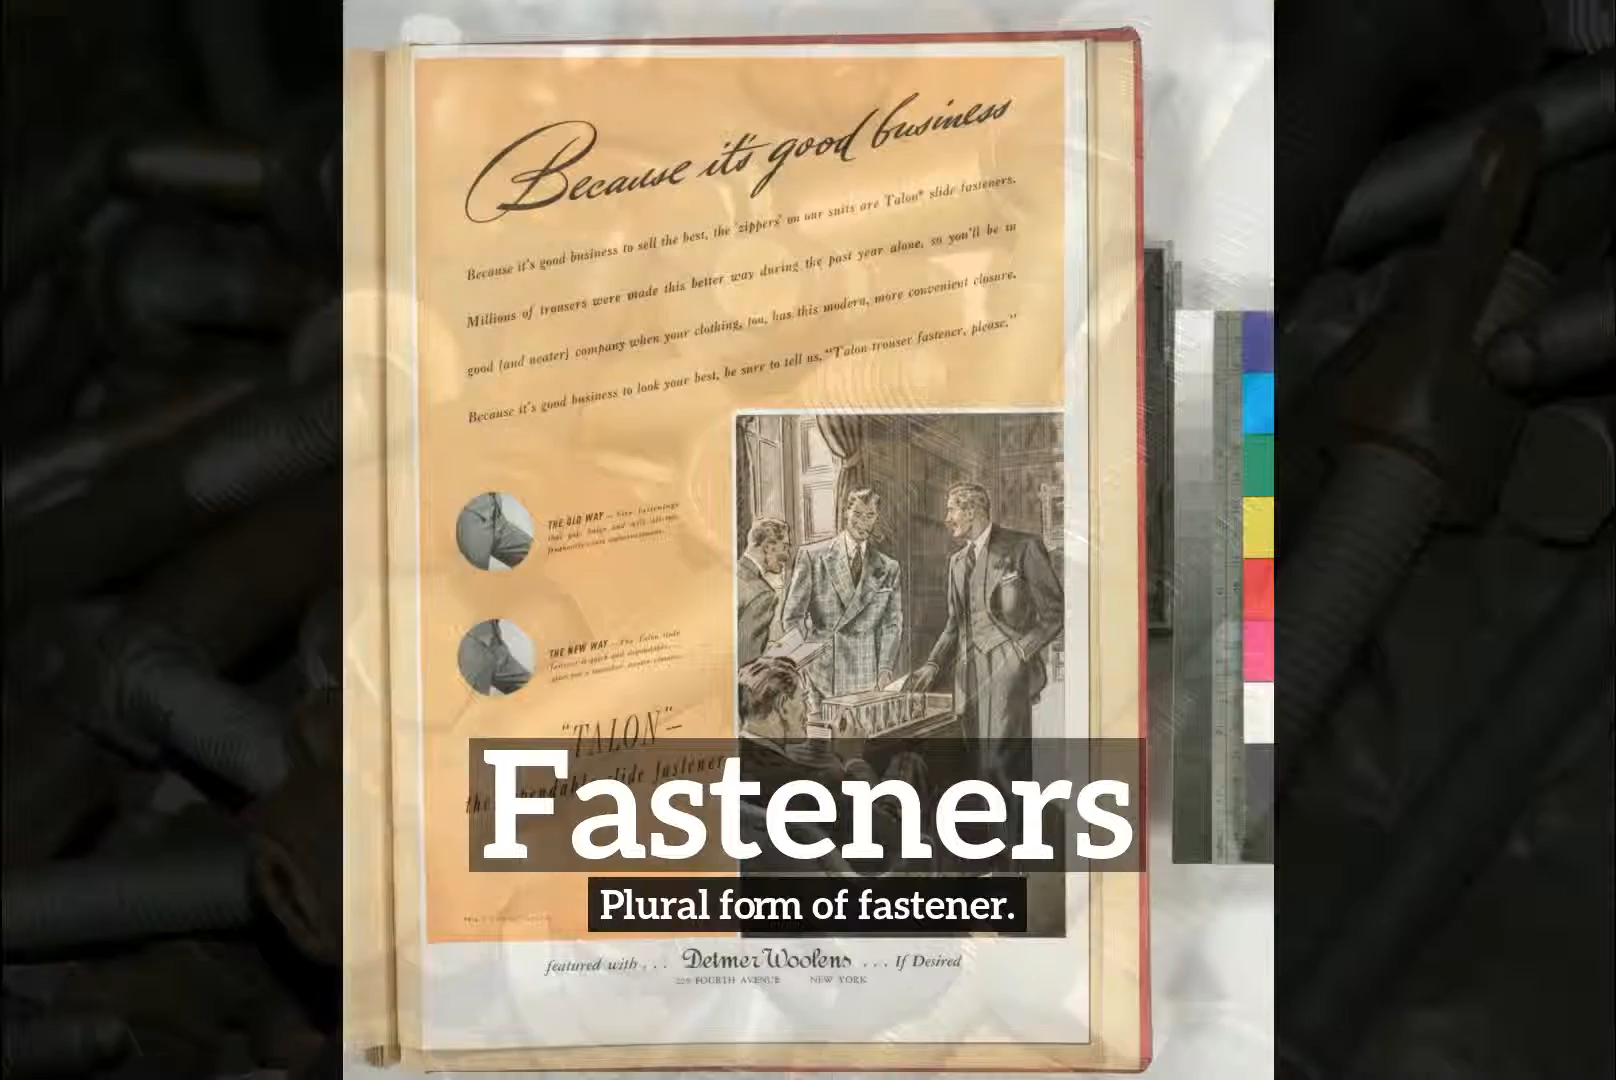 Because it's good business
Because it's good business to sell the best, the 'zippers' on our suits are Talon* slide fasteners.
Millions of trousers were made this better way during the past year alone, so you'll be in
good (and neater) company when your clothing, too, has this modern, more convenient closure.
Because it's good business to look your best, be sure to tell us, "Talon trouser fastener, please."
THE OLD WAY
THE NEW WAY
"TALON"—
the slide fastener
Fasteners
Plural form of fastener.
featured with . . . Detmer Woolens . . . If Desired
FOURTH AVENUE NEW YORK